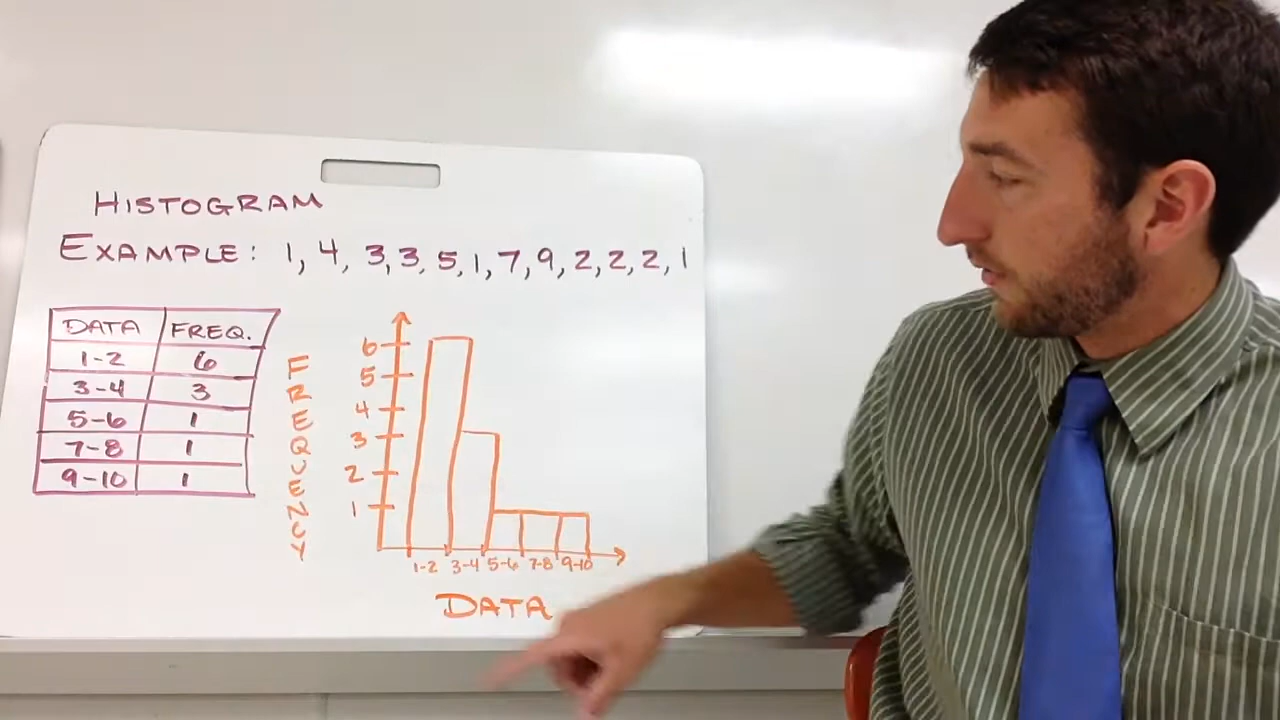 HISTOGRAM
EXAMPLE: 1, 4, 3, 3, 5, 1, 7, 9, 2, 2, 2, 1
DATA FREQ.
1-2 6
3-4 3
5-6 1
7-8 1
9-10 1
FREQUENCY
6
5
4
3
2
1
1-2 3-4 5-6 7-8 9-10
DATA